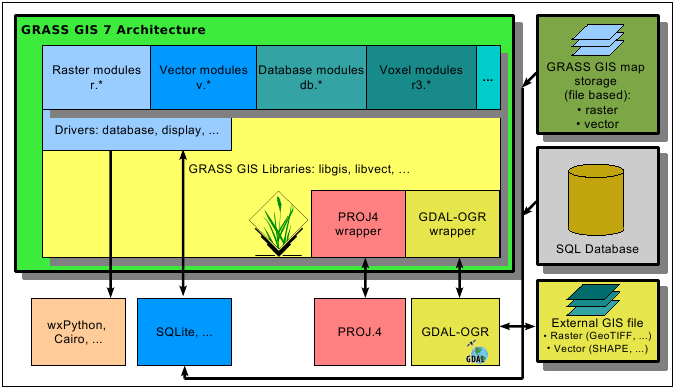 GRASS GIS 7 Architecture
Raster modules
r.*
Vector modules
v.*
Database modules
db.*
Voxel modules
r3.*
...
Drivers: database, display, ...
GRASS GIS Libraries: libgis, libvect, ...
PROJ4
wrapper
GDAL-OGR
wrapper
GRASS GIS map
storage
(file based):
• raster
• vector
SQL Database
wxPython,
Cairo, ...
SQLite, ...
PROJ.4
GDAL-OGR
GDAL
External GIS file
• Raster (GeoTIFF, ...)
• Vector (SHAPE, ...)